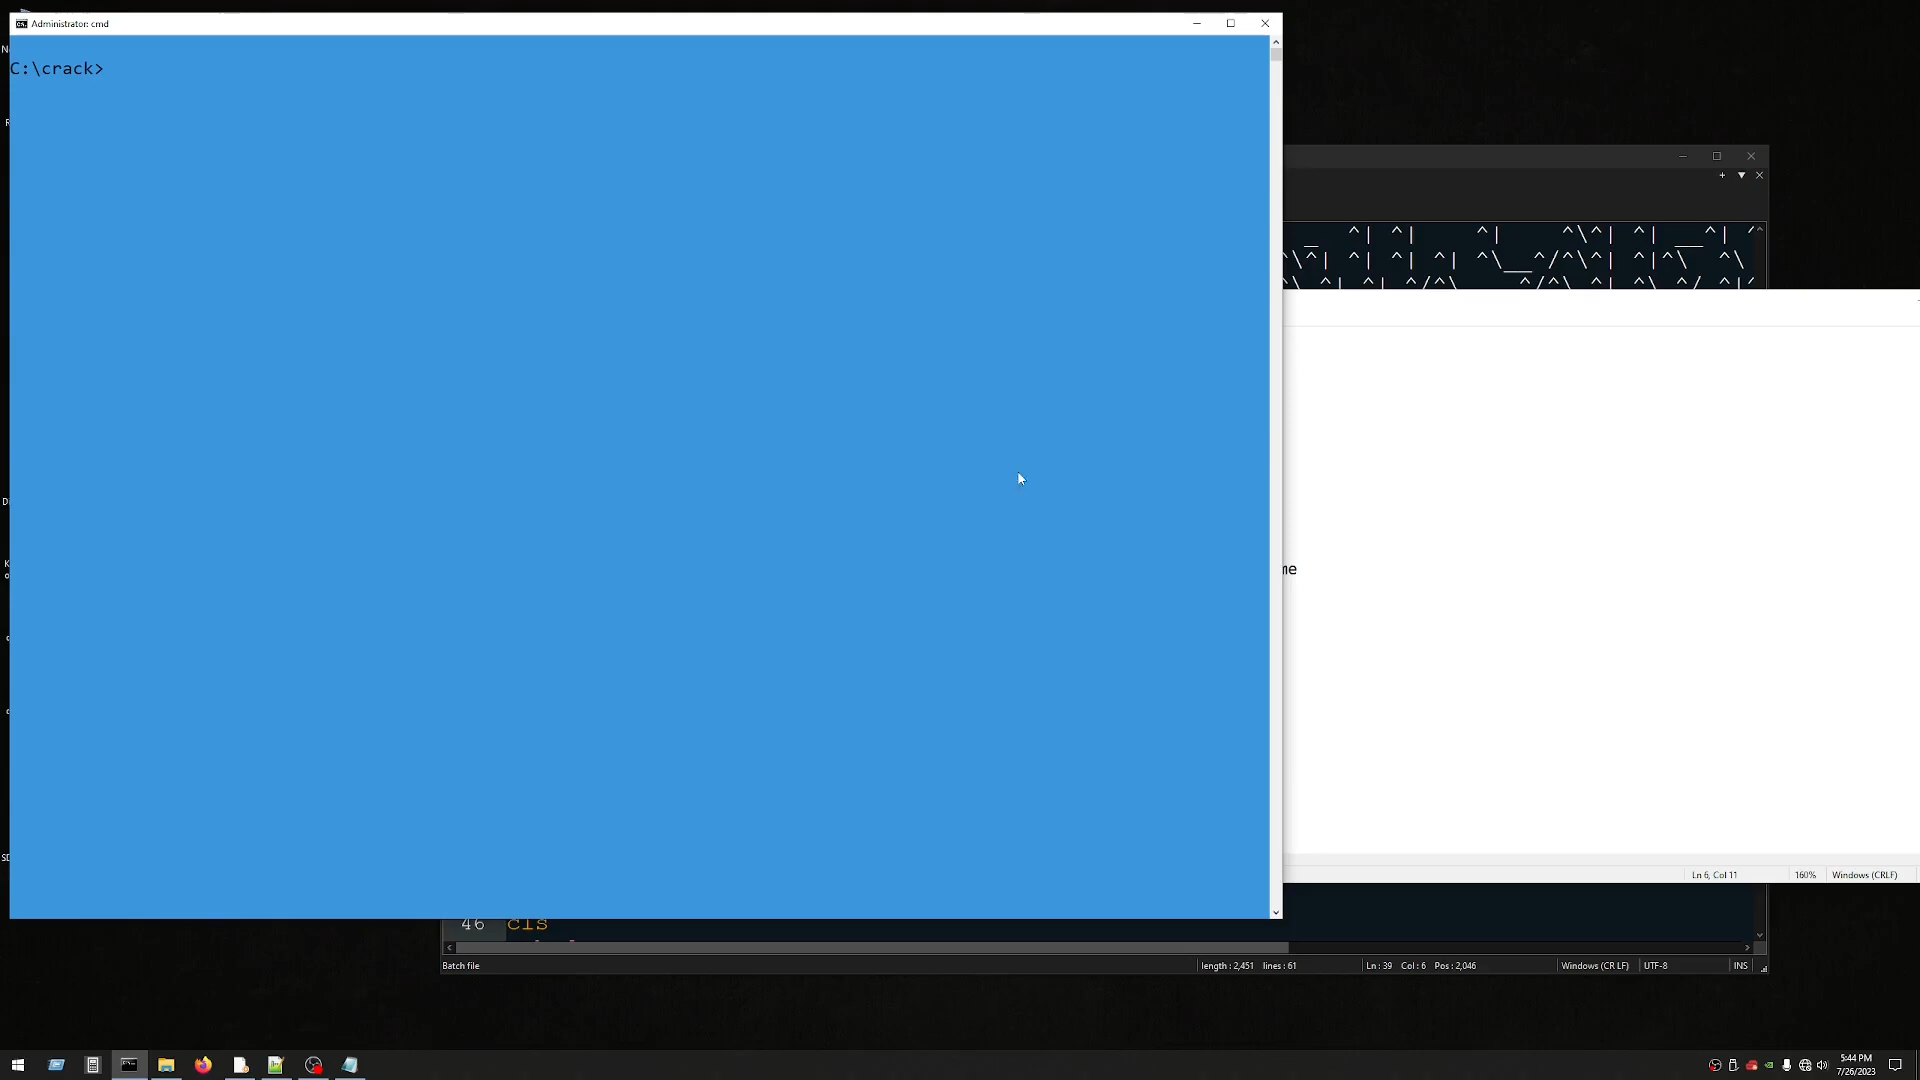 Administrator: cmd
C:\crack>
me
Ln 6, Col 11 160% Windows (CRLF)
46 cls
Batch file length : 2,451 lines : 61 Ln : 39 Col : 6 Pos : 2,046 Windows (CR LF) UTF-8 INS
5:44 PM
7/26/2023